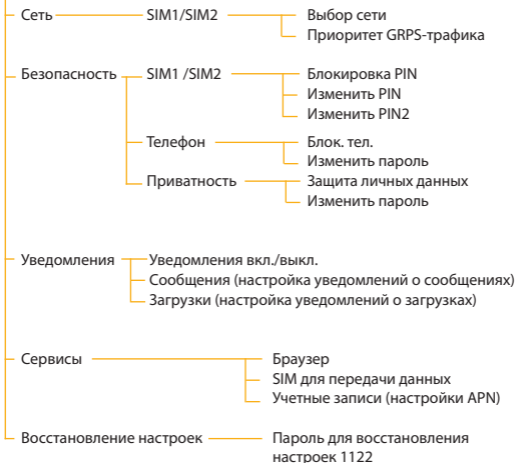 Сеть SIM1/SIM2 Выбор сети
Приоритет GRPS-трафика
Безопасность SIM1 /SIM2 Блокировка PIN
Изменить PIN
Изменить PIN2
Телефон Блок. тел.
Изменить пароль
Приватность Защита личных данных
Изменить пароль
Уведомления Уведомления вкл./выкл.
Сообщения (настройка уведомлений о сообщениях)
Загрузки (настройка уведомлений о загрузках)
Сервисы Браузер
SIM для передачи данных
Учетные записи (настройки APN)
Восстановление настроек Пароль для восстановления
настроек 1122